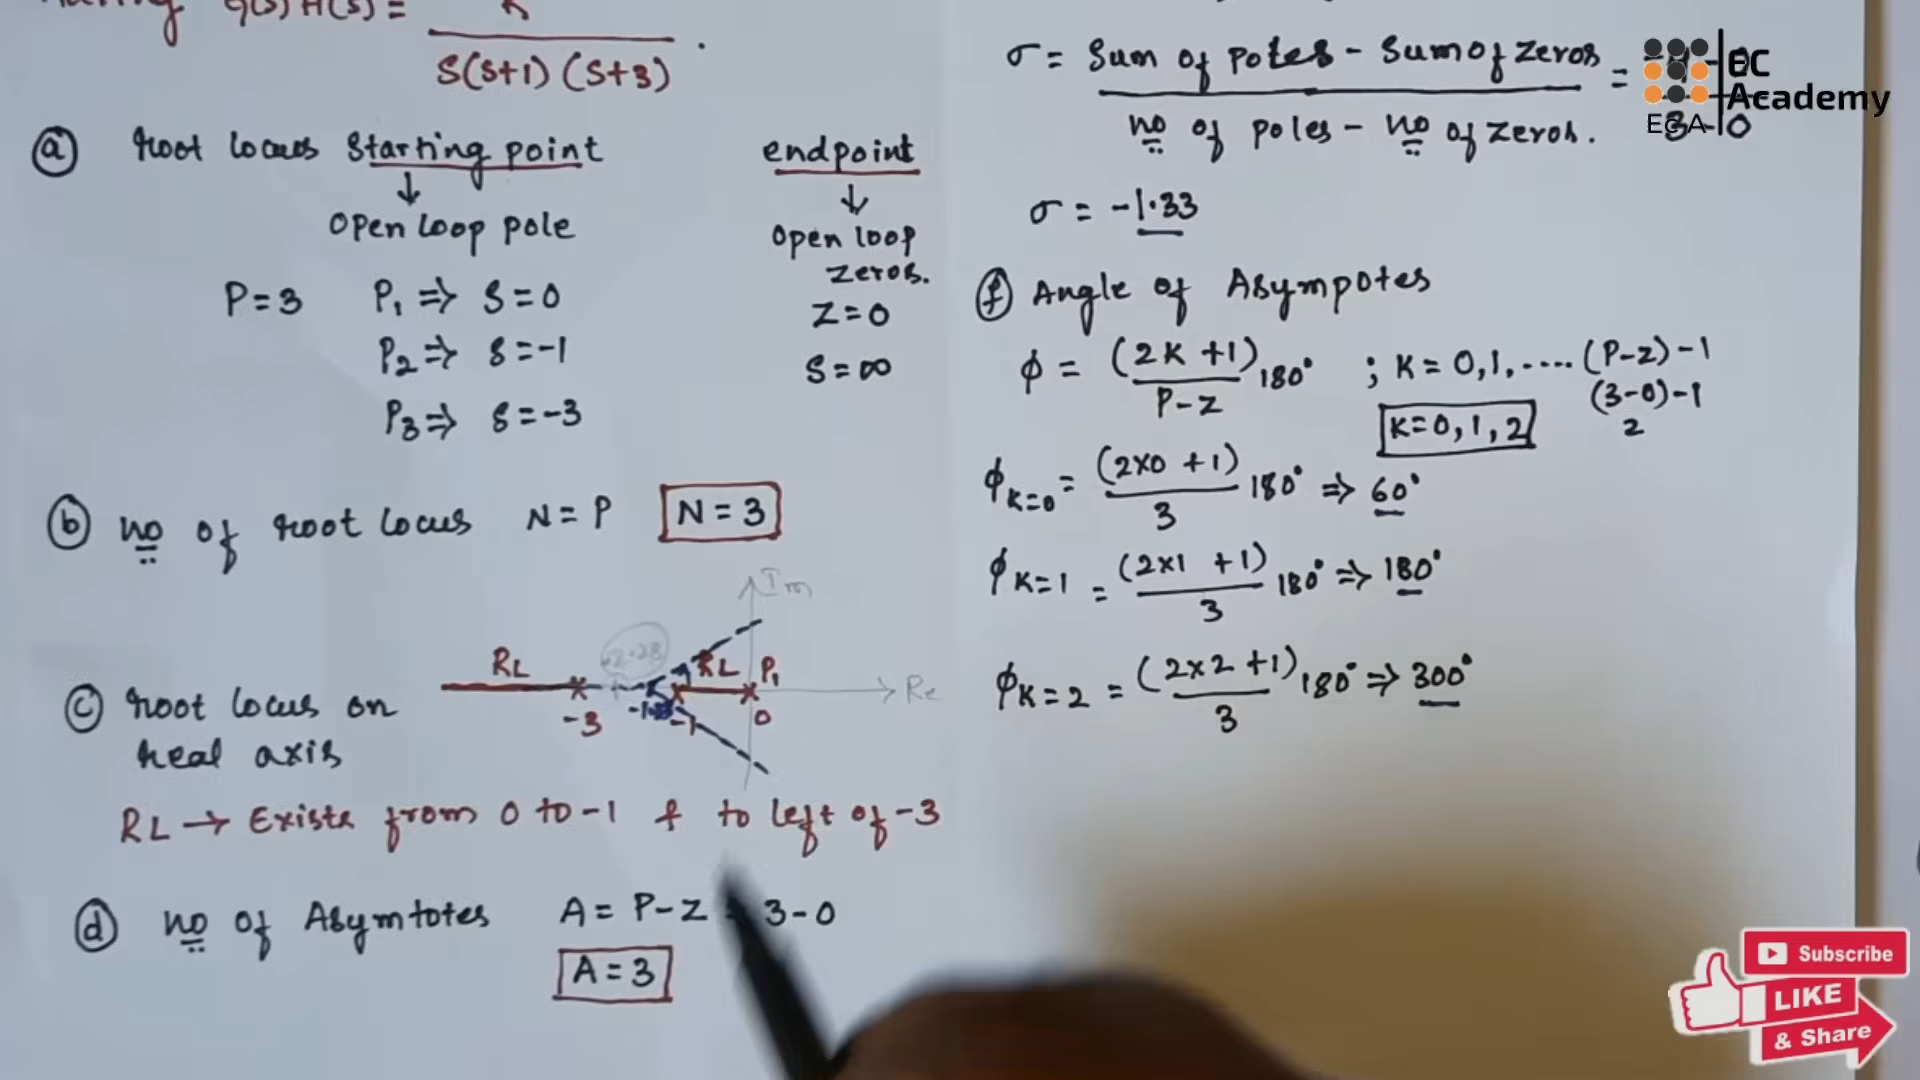 G(s)H(s) = K
S(S+1)(S+3) .
ⓐ Root locus Starting point
Open loop pole
P=3 P₁ => S=0
P₂ => S=-1
P₃ => S=-3
endpoint
Open loop
zeros.
Z=0
S=∞
ⓑ no of root locus N=P N=3
Im
RL RL P₁
-3 -1 0 Re
ⓒ Root locus on
real axis
RL → Exists from 0 to -1 & to left of -3
ⓓ no of Asymtotes A = P-Z = 3-0
A=3
σ = Sum of poles - Sum of zeros =
no of poles - no of zeros. 3-0
σ = -1.33
ⓕ Angle of Asympotes
ϕ = (2K+1) 180° ; K=0,1,....(P-Z)-1
P-Z (3-0)-1
K=0,1,2 2
ϕK=0 = (2×0+1) 180° => 60°
3
ϕK=1 = (2×1+1) 180° => 180°
3
ϕK=2 = (2×2+1) 180° => 300°
3
EC
Academy
Subscribe
LIKE
& Share